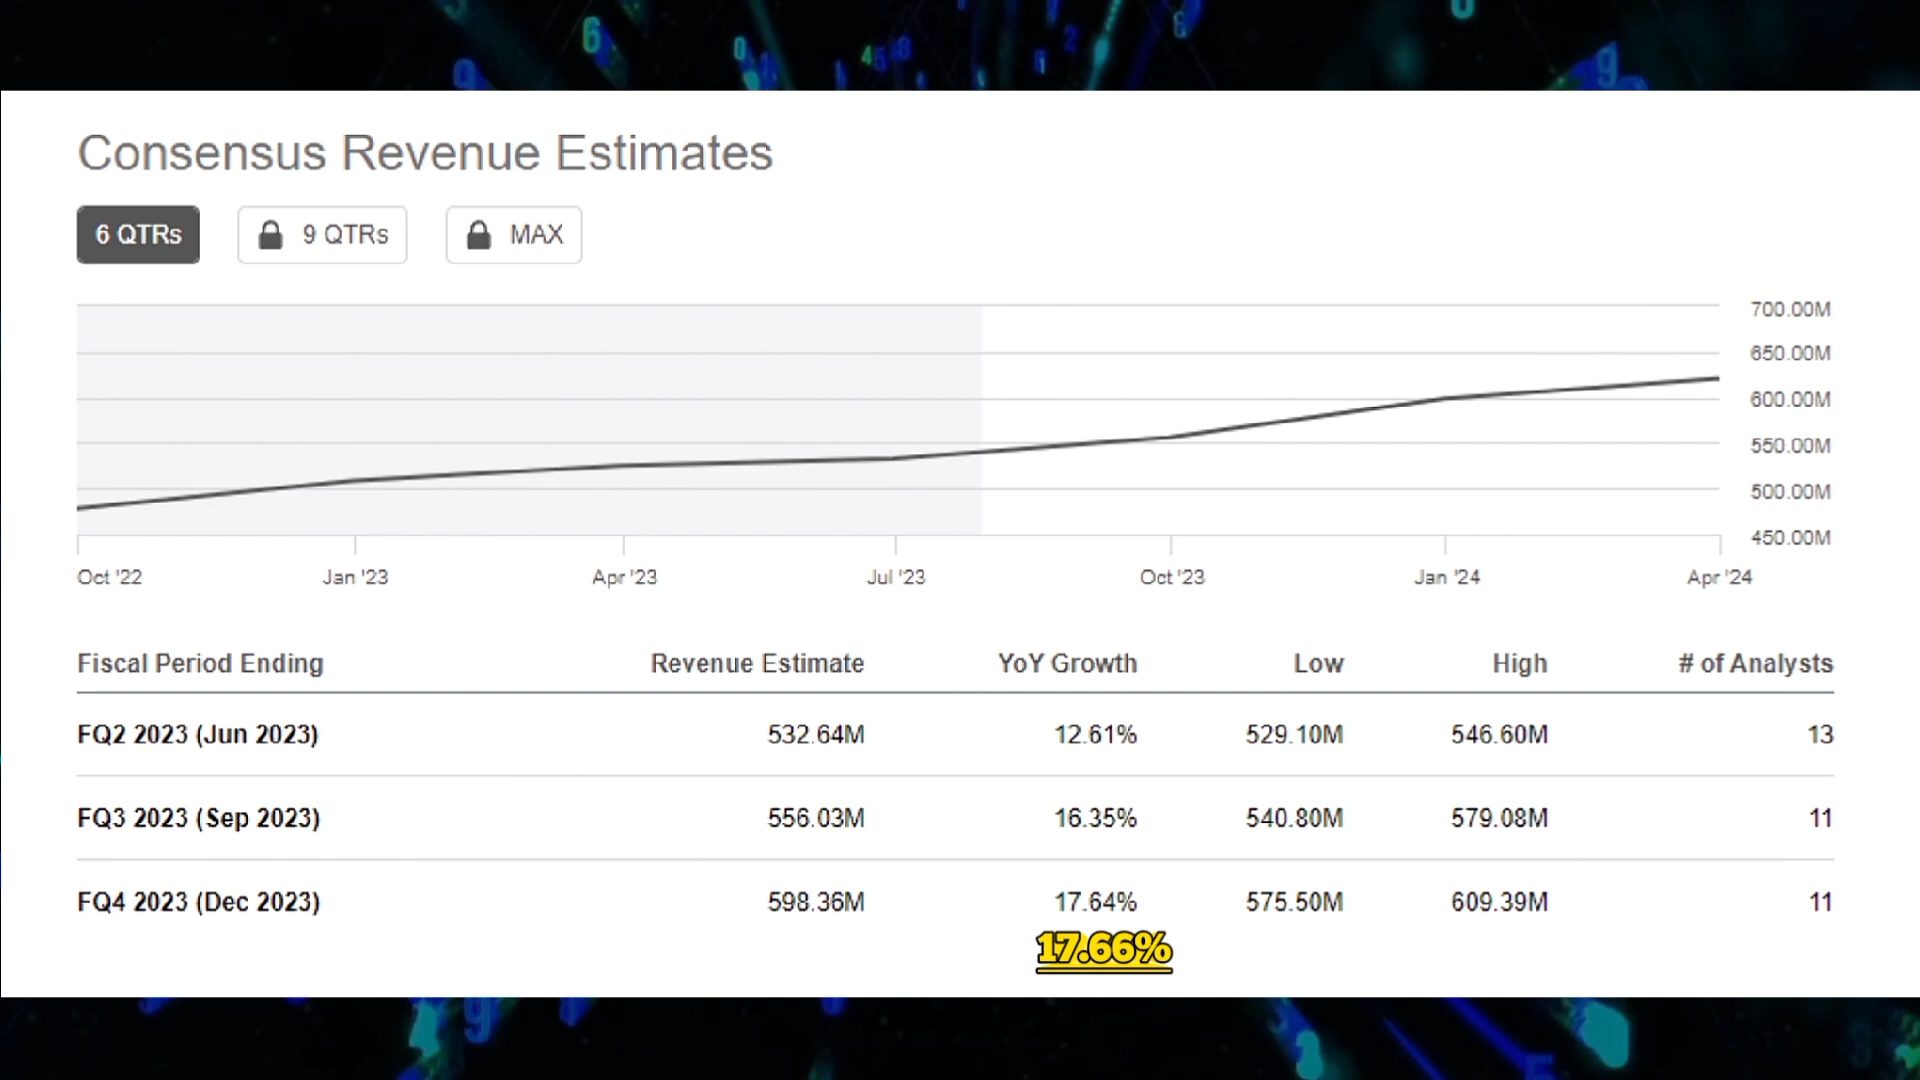 Consensus Revenue Estimates
6 QTRs 9 QTRs MAX
700.00M
650.00M
600.00M
550.00M
500.00M
450.00M
Oct '22 Jan '23 Apr '23 Jul '23 Oct '23 Jan '24 Apr '24
Fiscal Period Ending Revenue Estimate YoY Growth Low High # of Analysts
FQ2 2023 (Jun 2023) 532.64M 12.61% 529.10M 546.60M 13
FQ3 2023 (Sep 2023) 556.03M 16.35% 540.80M 579.08M 11
FQ4 2023 (Dec 2023) 598.36M 17.64% 575.50M 609.39M 11
17.66%